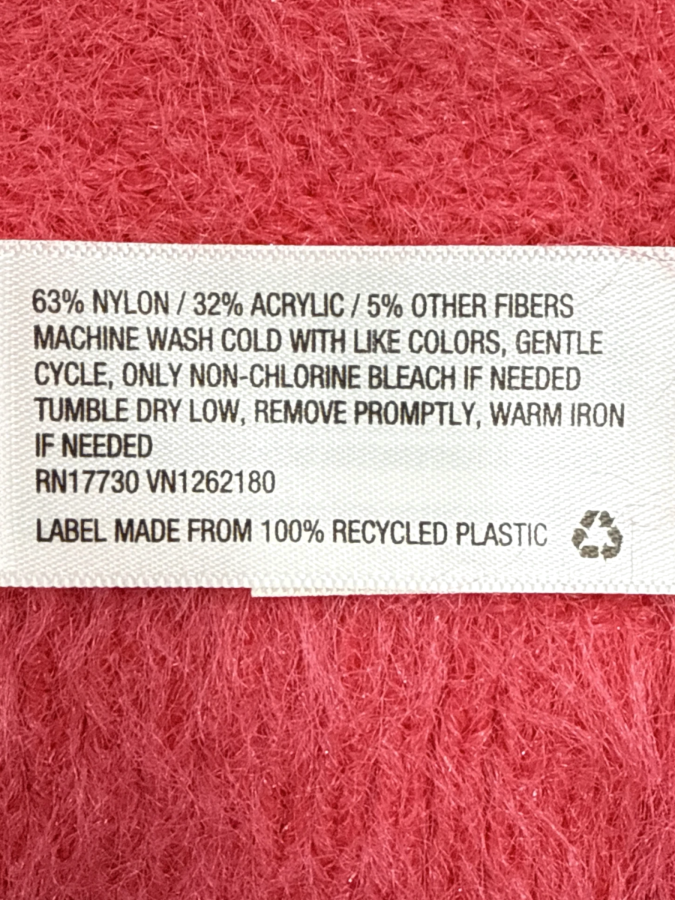 63% NYLON / 32% ACRYLIC / 5% OTHER FIBERS
MACHINE WASH COLD WITH LIKE COLORS, GENTLE
CYCLE, ONLY NON-CHLORINE BLEACH IF NEEDED
TUMBLE DRY LOW, REMOVE PROMPTLY, WARM IRON
IF NEEDED
RN17730 VN1262180
LABEL MADE FROM 100% RECYCLED PLASTIC